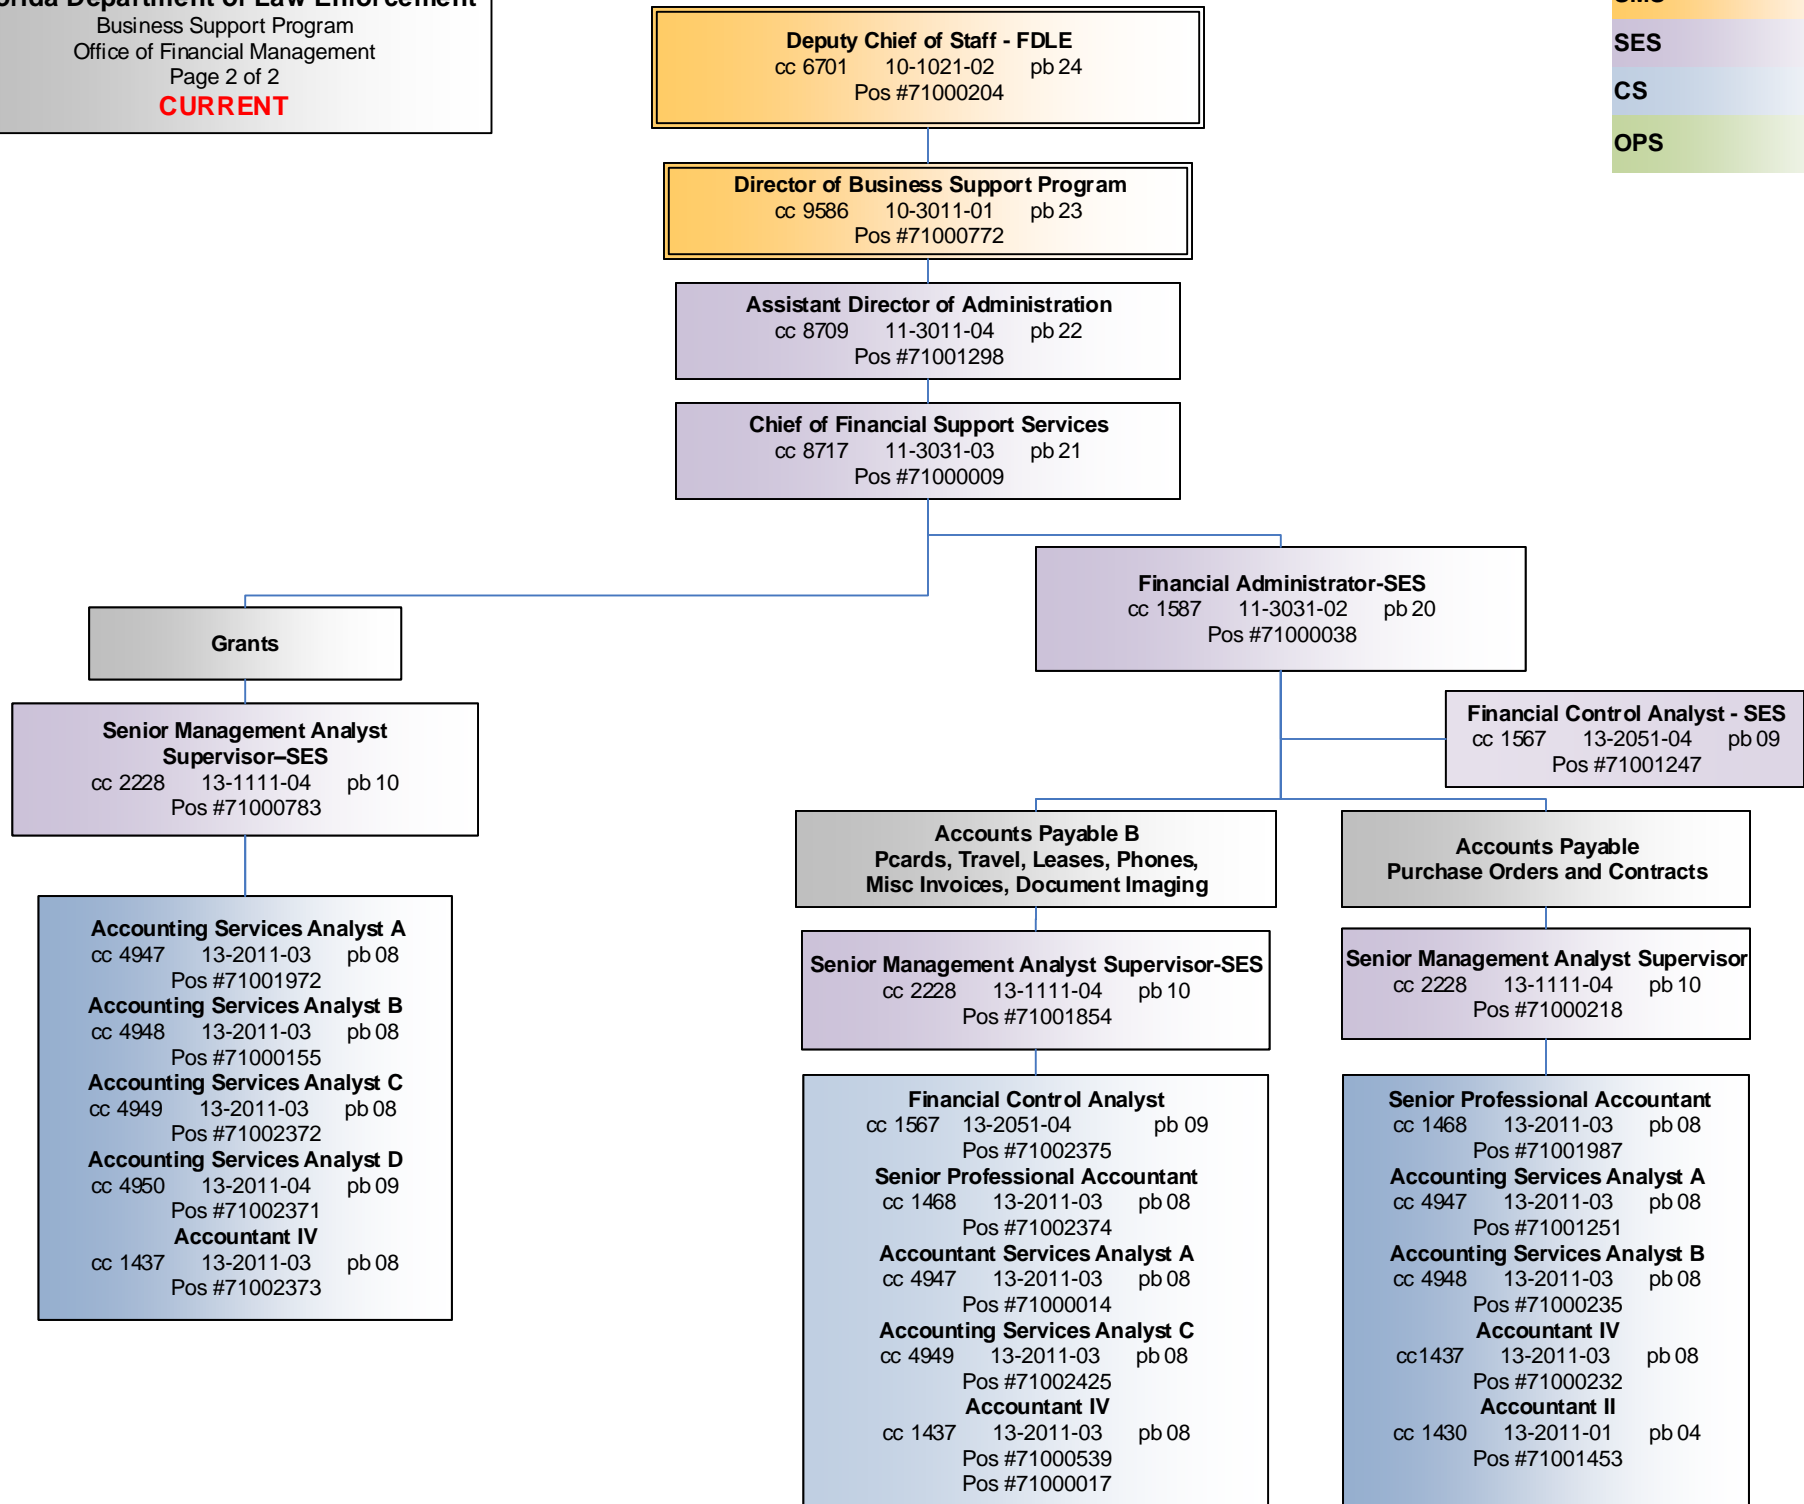 Business Support Program
Office of Financial Management
Page 2 of 2
CURRENT
SES
CS
OPS
Deputy Chief of Staff - FDLE
cc 6701 10-1021-02 pb 24
Pos #71000204
Director of Business Support Program
cc 9586 10-3011-01 pb 23
Pos #71000772
Assistant Director of Administration
cc 8709 11-3011-04 pb 22
Pos #71001298
Chief of Financial Support Services
cc 8717 11-3031-03 pb 21
Pos #71000009
Financial Administrator-SES
cc 1587 11-3031-02 pb 20
Pos #71000038
Financial Control Analyst - SES
cc 1567 13-2051-04 pb 09
Pos #71001247
Grants
Senior Management Analyst
Supervisor–SES
cc 2228 13-1111-04 pb 10
Pos #71000783
Accounting Services Analyst A
cc 4947 13-2011-03 pb 08
Pos #71001972
Accounting Services Analyst B
cc 4948 13-2011-03 pb 08
Pos #71000155
Accounting Services Analyst C
cc 4949 13-2011-03 pb 08
Pos #71002372
Accounting Services Analyst D
cc 4950 13-2011-04 pb 09
Pos #71002371
Accountant IV
cc 1437 13-2011-03 pb 08
Pos #71002373
Accounts Payable B
Pcards, Travel, Leases, Phones,
Misc Invoices, Document Imaging
Senior Management Analyst Supervisor-SES
cc 2228 13-1111-04 pb 10
Pos #71001854
Financial Control Analyst
cc 1567 13-2051-04 pb 09
Pos #71002375
Senior Professional Accountant
cc 1468 13-2011-03 pb 08
Pos #71002374
Accountant Services Analyst A
cc 4947 13-2011-03 pb 08
Pos #71000014
Accounting Services Analyst C
cc 4949 13-2011-03 pb 08
Pos #71002425
Accountant IV
cc 1437 13-2011-03 pb 08
Pos #71000539
Pos #71000017
Accounts Payable
Purchase Orders and Contracts
Senior Management Analyst Supervisor
cc 2228 13-1111-04 pb 10
Pos #71000218
Senior Professional Accountant
cc 1468 13-2011-03 pb 08
Pos #71001987
Accounting Services Analyst A
cc 4947 13-2011-03 pb 08
Pos #71001251
Accounting Services Analyst B
cc 4948 13-2011-03 pb 08
Pos #71000235
Accountant IV
cc1437 13-2011-03 pb 08
Pos #71000232
Accountant II
cc 1430 13-2011-01 pb 04
Pos #71001453